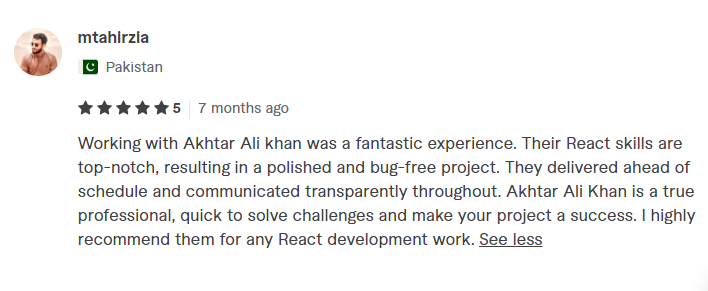 mtahirzia
Pakistan
5 7 months ago
Working with Akhtar Ali khan was a fantastic experience. Their React skills are
top-notch, resulting in a polished and bug-free project. They delivered ahead of
schedule and communicated transparently throughout. Akhtar Ali Khan is a true
professional, quick to solve challenges and make your project a success. I highly
recommend them for any React development work. See less